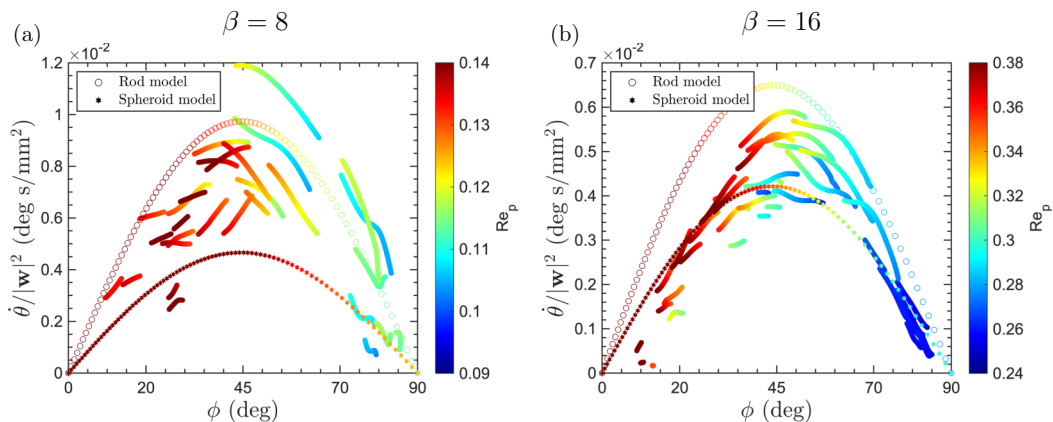 β = 8
β = 16
(a)
×10⁻²
1.2
1
0.8
0.6
0.4
0.2
0
θ̇/|w|² (deg s/mm²)
Rod model
Spheroid model
0 20 45 70 90
ϕ (deg)
0.14
0.13
0.12
0.11
0.10
0.09
Re_p
(b)
×10⁻²
0.7
0.6
0.5
0.4
0.3
0.2
0.1
0
θ̇/|w|² (deg s/mm²)
Rod model
Spheroid model
0 20 45 70 90
ϕ (deg)
0.38
0.36
0.34
0.32
0.30
0.28
0.26
0.24
Re_p